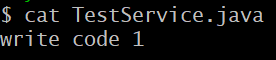 $ cat TestService.java
write code 1